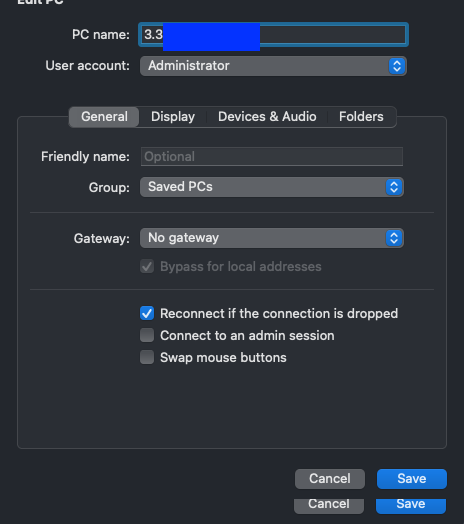 Edit PC
PC name: 3.3
User account: Administrator
General Display Devices & Audio Folders
Friendly name: Optional
Group: Saved PCs
Gateway: No gateway
Bypass for local addresses
Reconnect if the connection is dropped
Connect to an admin session
Swap mouse buttons
Cancel Save
Cancel Save